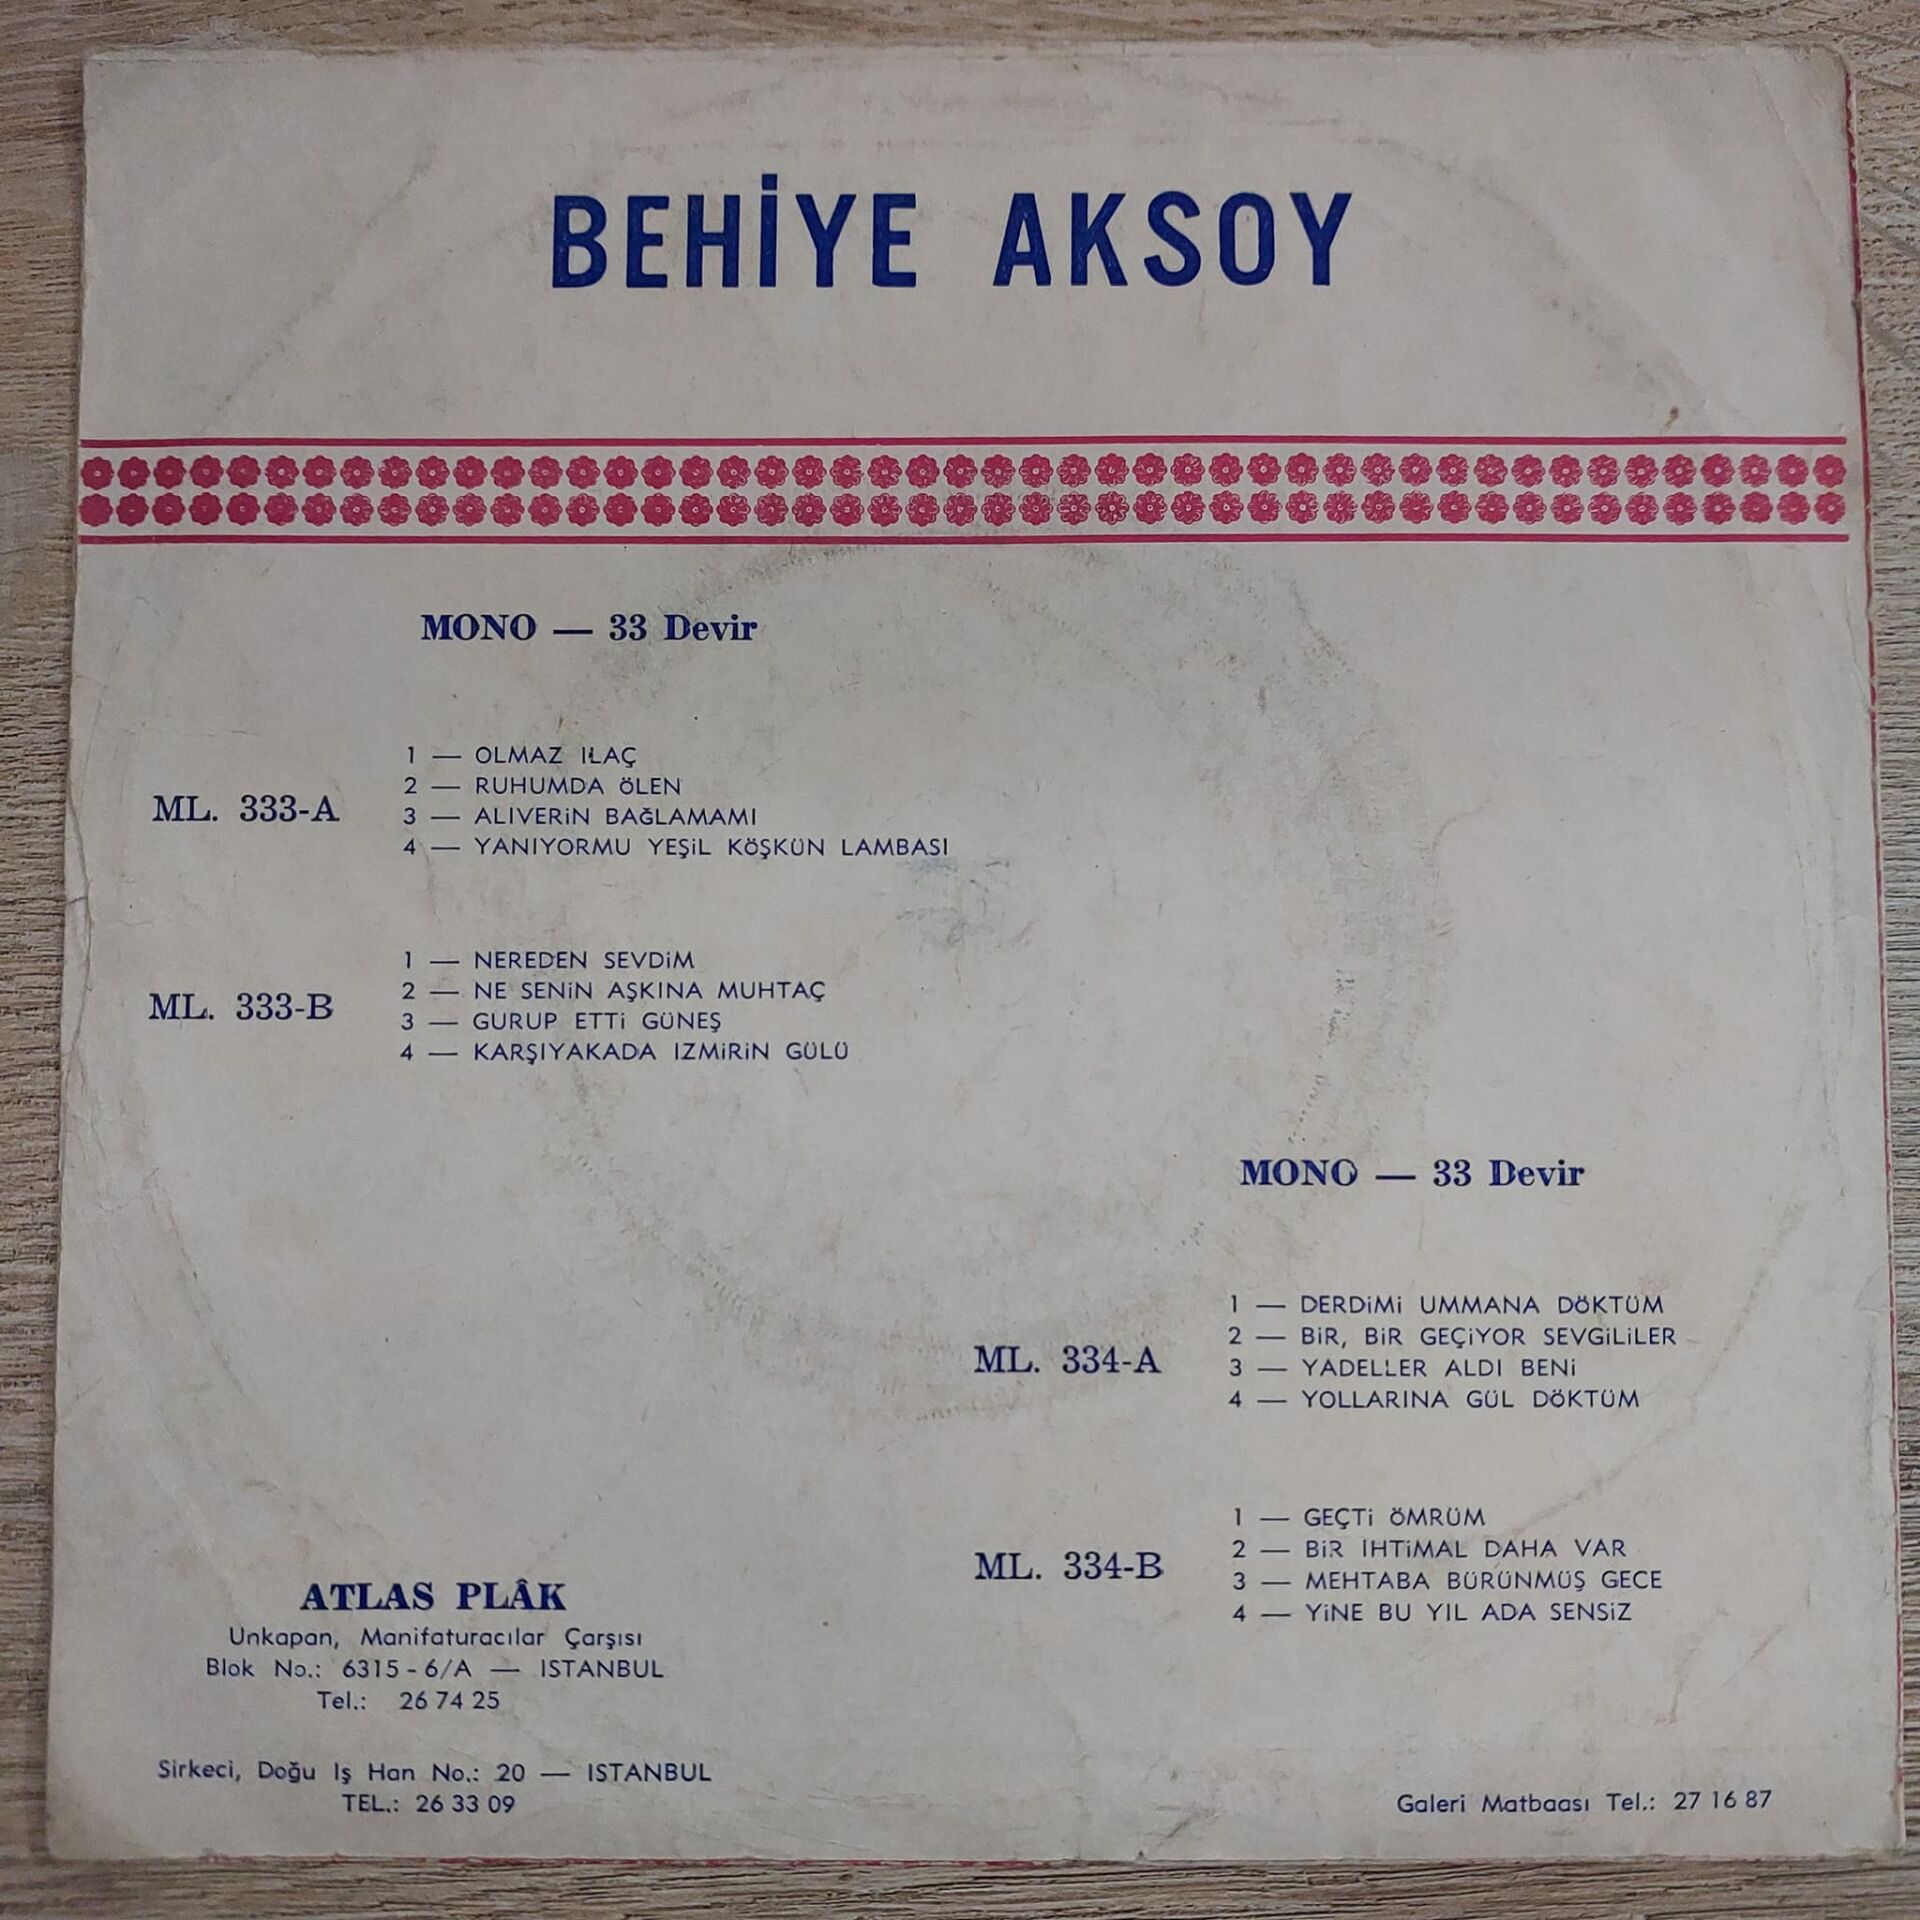 BEHİYE AKSOY
MONO — 33 Devir
ML. 333-A
1 — OLMAZ ILAÇ
2 — RUHUMDA ÖLEN
3 — ALIVERİN BAĞLAMAMI
4 — YANIYORMU YEŞİL KÖŞKÜN LAMBASI
ML. 333-B
1 — NEREDEN SEVDİM
2 — NE SENİN AŞKINA MUHTAÇ
3 — GURUP ETTİ GÜNEŞ
4 — KARŞIYAKADA IZMİRİN GÜLÜ
MONO — 33 Devir
ML. 334-A
1 — DERDİMİ UMMANA DÖKTÜM
2 — BİR, BİR GEÇİYOR SEVGİLİLER
3 — YADELLER ALDI BENİ
4 — YOLLARINA GÜL DÖKTÜM
ML. 334-B
1 — GEÇTİ ÖMRÜM
2 — BİR IHTİMAL DAHA VAR
3 — MEHTABA BÜRÜNMÜŞ GECE
4 — YİNE BU YIL ADA SENSİZ
ATLAS PLÂK
Unkapan, Manifaturacılar Çarşısı
Blok No.: 6315 - 6/A — ISTANBUL
Tel.: 26 74 25
Sirkeci, Doğu Iş Han No.: 20 — ISTANBUL
TEL.: 26 33 09
Galeri Matbaası Tel.: 27 16 87